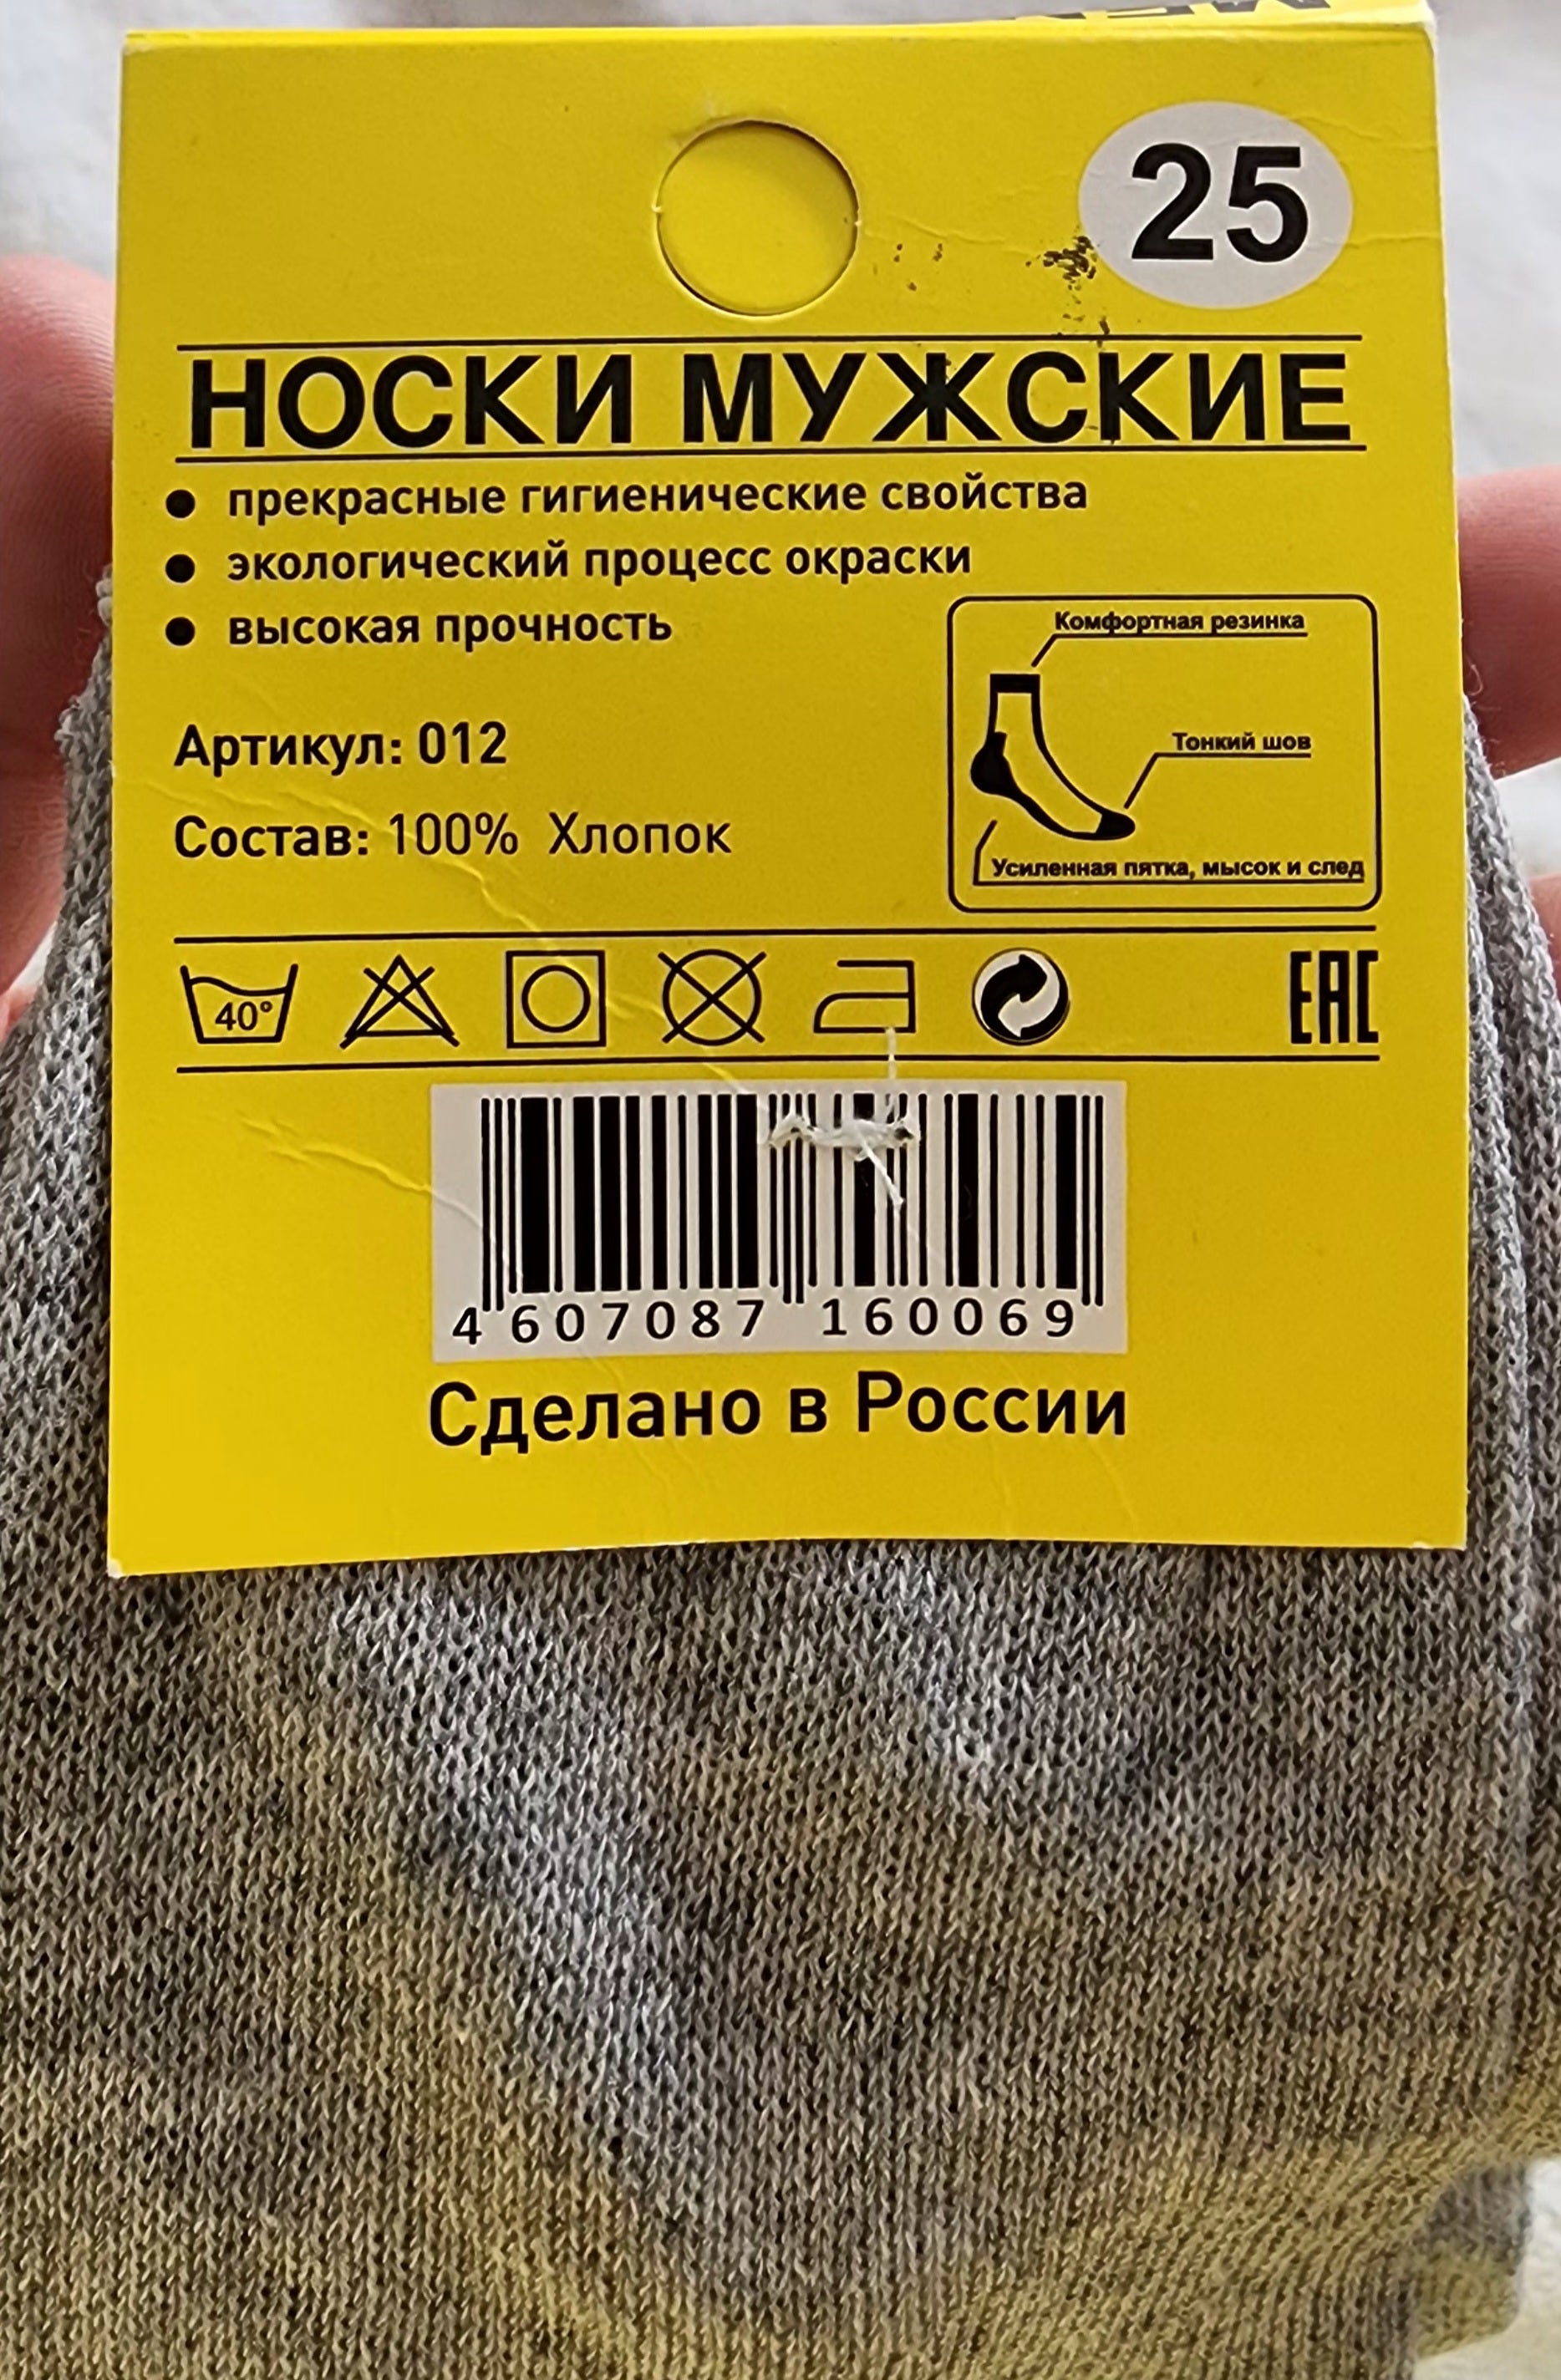 25
НОСКИ МУЖСКИЕ
• прекрасные гигиенические свойства
• экологический процесс окраски
• высокая прочность
Комфортная резинка
Тонкий шов
Усиленная пятка, мысок и след
Артикул: 012
Состав: 100% Хлопок
40°
EAC
4 607087 160069
Сделано в России